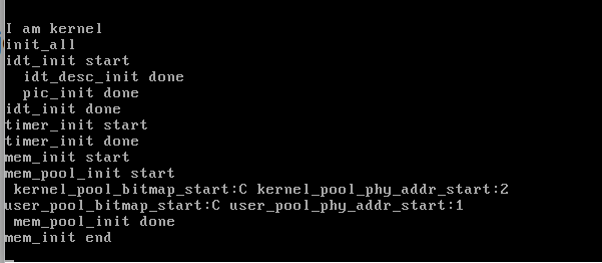 I am kernel
init_all
idt_init start
  idt_desc_init done
  pic_init done
idt_init done
timer_init start
timer_init done
mem_init start
mem_pool_init start
 kernel_pool_bitmap_start:C kernel_pool_phy_addr_start:2
user_pool_bitmap_start:C user_pool_phy_addr_start:1
 mem_pool_init done
mem_init end